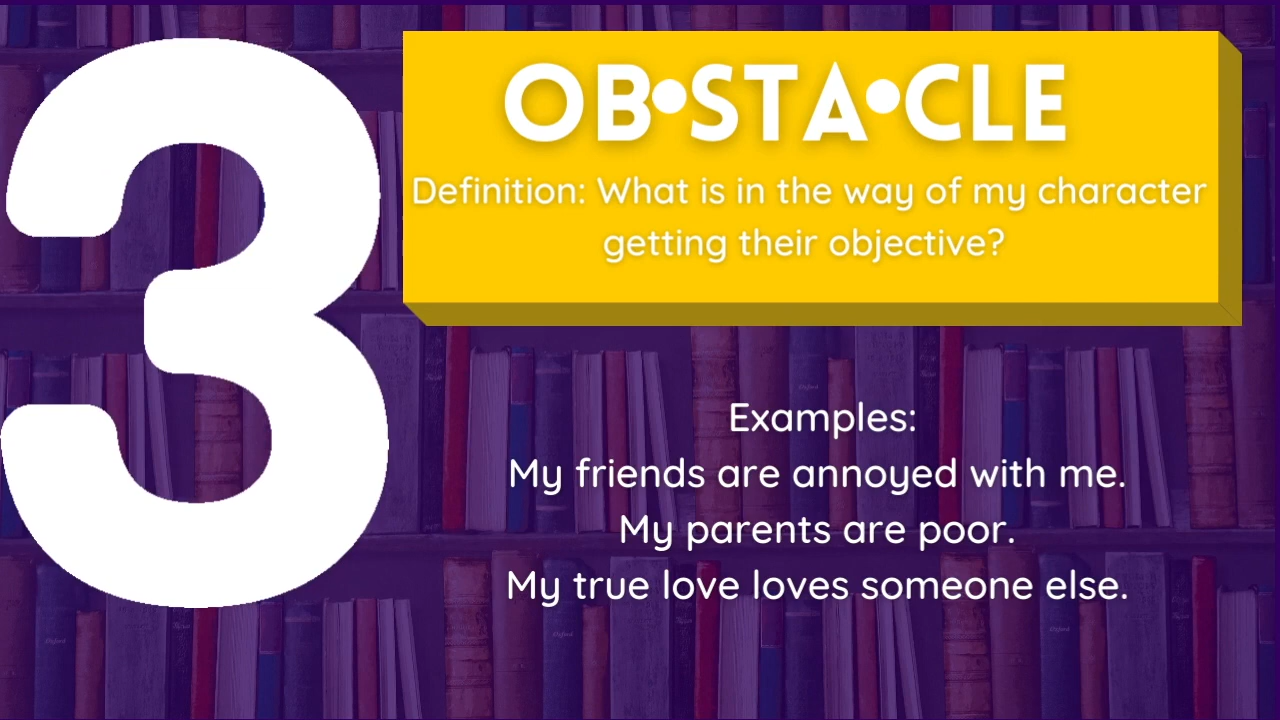 3
OB•STA•CLE
Definition: What is in the way of my character
getting their objective?
Examples:
My friends are annoyed with me.
My parents are poor.
My true love loves someone else.